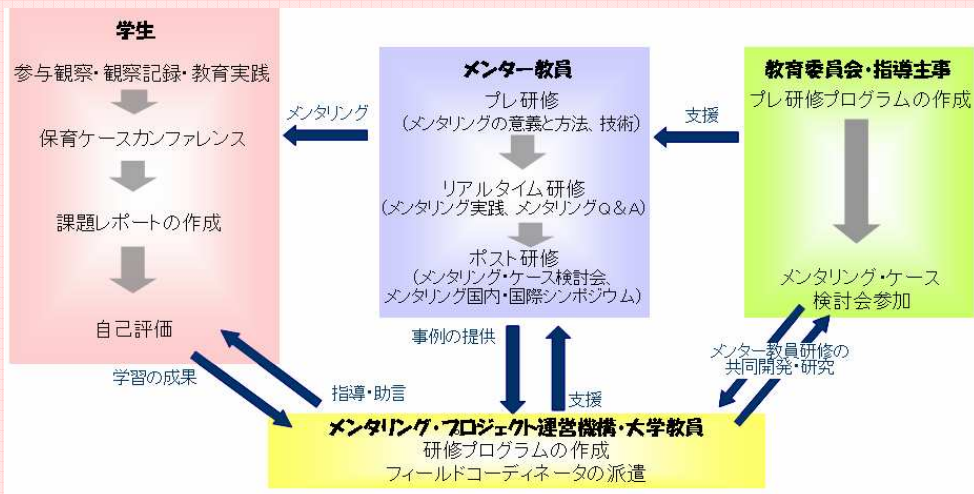 学生
参与観察・観察記録・教育実践
保育ケースカンファレンス
課題レポートの作成
自己評価
メンタリング
メンター教員
プレ研修
(メンタリングの意義と方法、技術)
リアルタイム研修
(メンタリング実践、メンタリングQ&A)
ポスト研修
(メンタリング・ケース検討会、
メンタリング国内・国際シンポジウム)
支援
教育委員会・指導主事
プレ研修プログラムの作成
メンタリング・ケース
検討会参加
学習の成果
指導・助言
事例の提供
支援
メンター教員研修の
共同開発・研究
メンタリング・プロジェクト運営機構・大学教員
研修プログラムの作成
フィールドコーディネータの派遣